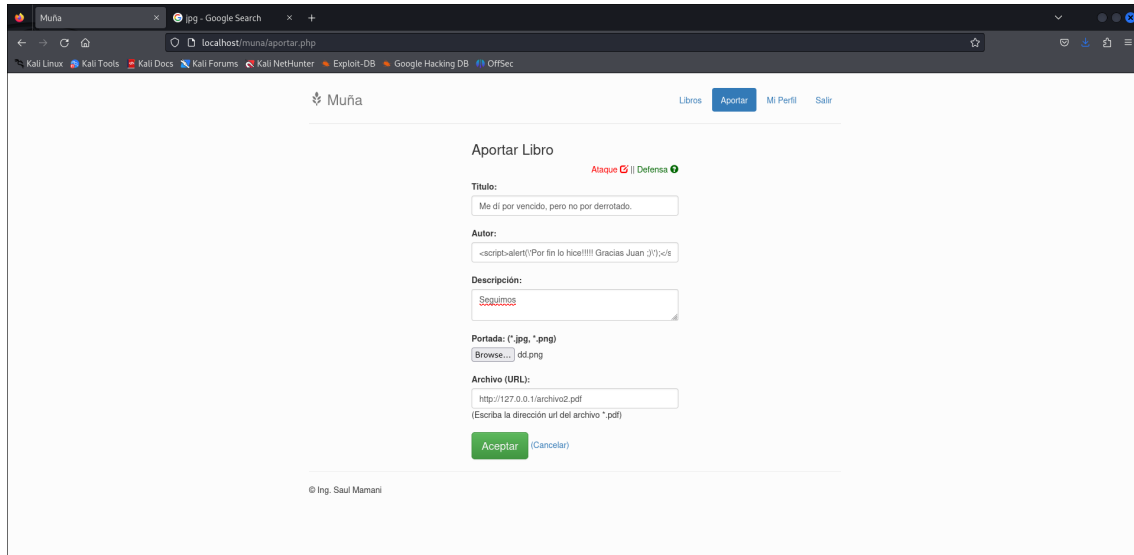 Muña
jpg - Google Search
localhost/muna/aportar.php
Kali Linux Kali Tools Kali Docs Kali Forums Kali NetHunter Exploit-DB Google Hacking DB OffSec
Muña
Libros Aportar Mi Perfil Salir
Aportar Libro
Ataque || Defensa
Titulo:
Me dí por vencido, pero no por derrotado.
Autor:
<script>alert(\'Por fin lo hice!!!!! Gracias Juan ;)\');</s
Descripción:
Seguimos
Portada: (*.jpg, *.png)
Browse... dd.png
Archivo (URL):
http://127.0.0.1/archivo2.pdf
(Escriba la dirección url del archivo *.pdf)
Aceptar (Cancelar)
© Ing. Saul Mamani